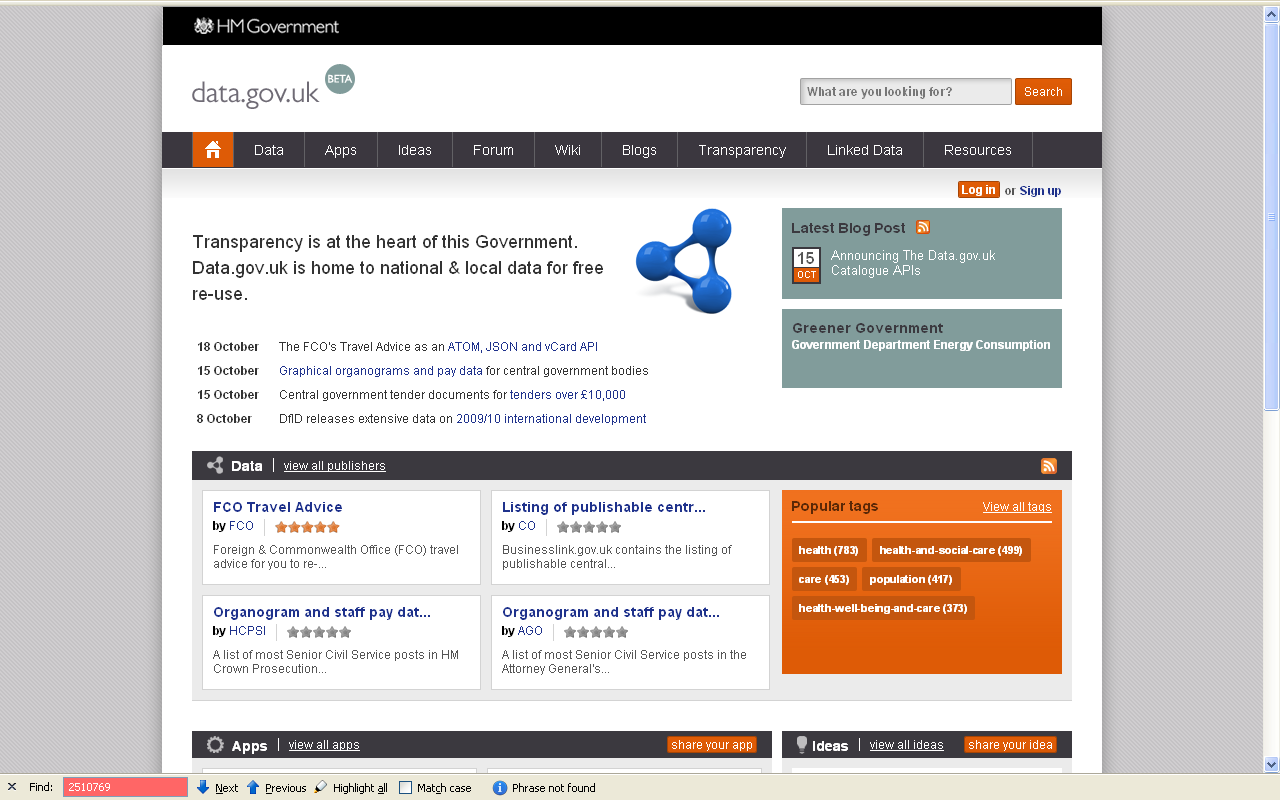 HM Government
data.gov.uk BETA
What are you looking for? Search
Data Apps Ideas Forum Wiki Blogs Transparency Linked Data Resources
Log in or Sign up
Transparency is at the heart of this Government.
Data.gov.uk is home to national & local data for free
re-use.
18 October The FCO's Travel Advice as an ATOM, JSON and vCard API
15 October Graphical organograms and pay data for central government bodies
15 October Central government tender documents for tenders over £10,000
8 October DfID releases extensive data on 2009/10 international development
Latest Blog Post
15
OCT
Announcing The Data.gov.uk
Catalogue APIs
Greener Government
Government Department Energy Consumption
Data view all publishers
FCO Travel Advice
by FCO
Foreign & Commonwealth Office (FCO) travel
advice for you to re-...
Listing of publishable centr...
by CO
Businesslink.gov.uk contains the listing of
publishable central...
Organogram and staff pay dat...
by HCPSI
A list of most Senior Civil Service posts in HM
Crown Prosecution...
Organogram and staff pay dat...
by AGO
A list of most Senior Civil Service posts in the
Attorney General's...
Popular tags View all tags
health (783) health-and-social-care (499)
care (453) population (417)
health-well-being-and-care (373)
Apps view all apps share your app
Ideas view all ideas share your idea
Find: 2510769 Next Previous Highlight all Match case Phrase not found